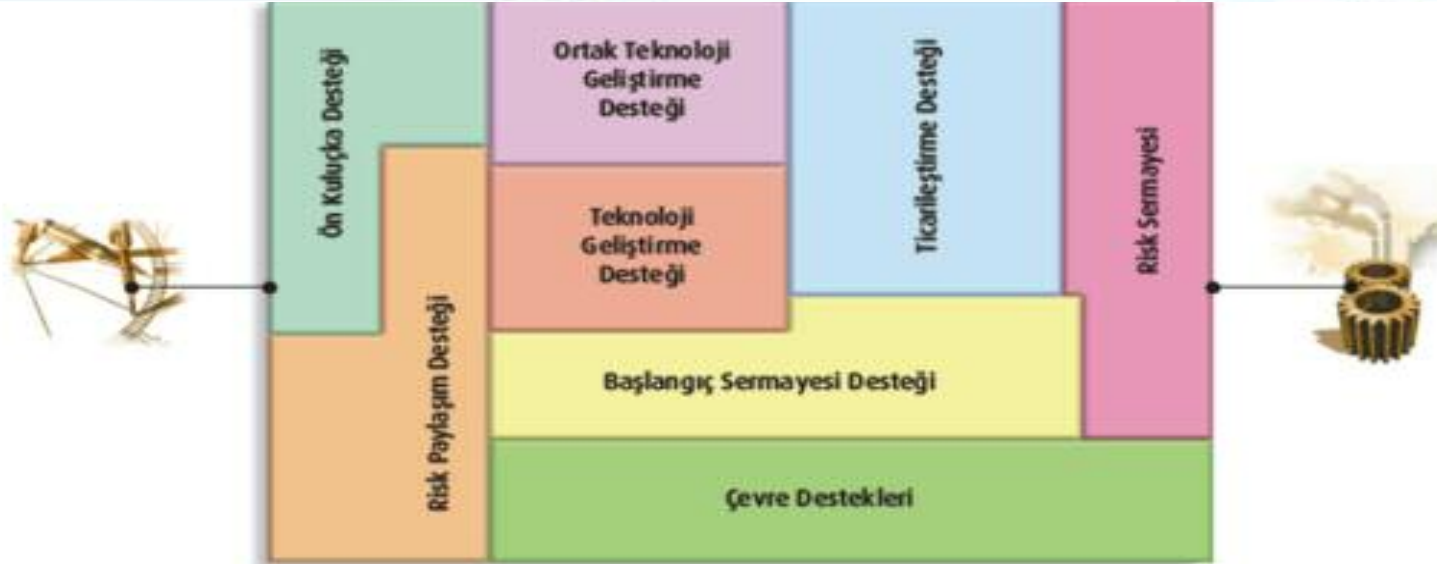 Ön Kuluçka Desteği
Risk Paylaşım Desteği
Ortak Teknoloji
Geliştirme
Desteği
Teknoloji
Geliştirme
Desteği
Ticarileştirme Desteği
Risk Sermayesi
Başlangıç Sermayesi Desteği
Çevre Destekleri